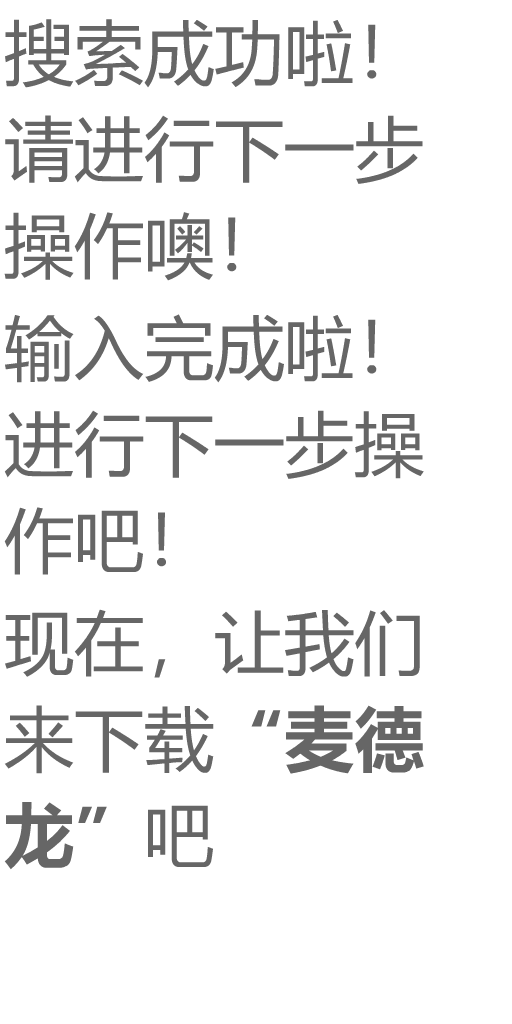 搜索成功啦！
请进行下一步
操作噢！
输入完成啦！
进行下一步操
作吧！
现在，让我们
来下载“麦德
龙”吧